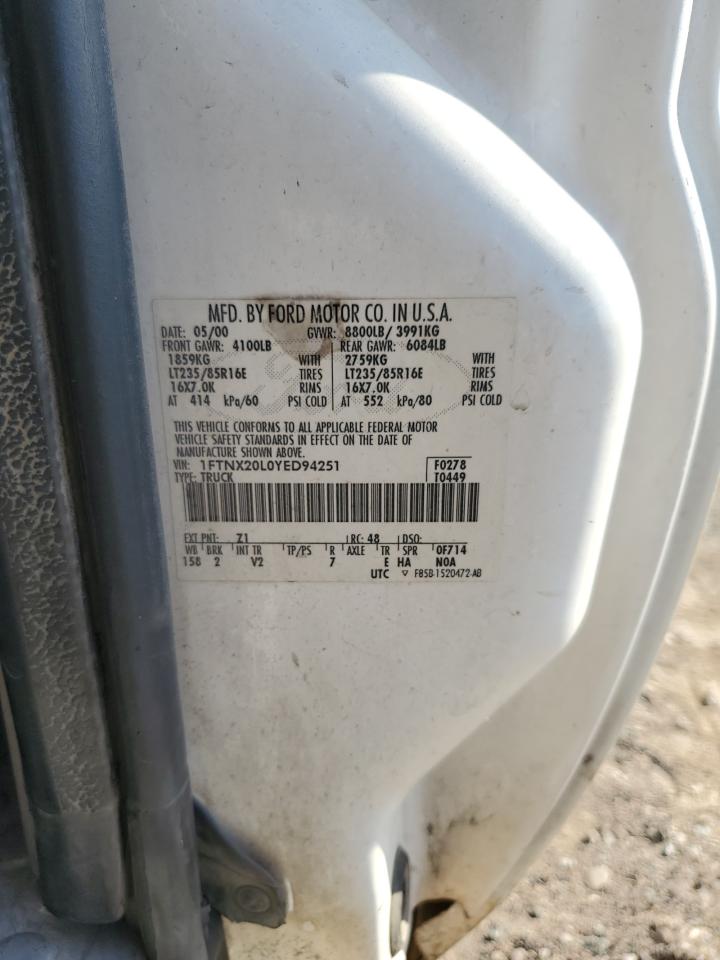 MFD. BY FORD MOTOR CO. IN U.S.A.
DATE: 05/00 GVWR: 8800LB/ 3991KG
FRONT GAWR: 4100LB REAR GAWR: 6084LB
1859KG WITH 2759KG WITH
LT235/85R16E TIRES LT235/85R16E TIRES
16X7.0K RIMS 16X7.0K RIMS
AT 414 kPa/60 PSI COLD AT 552 kPa/80 PSI COLD
THIS VEHICLE CONFORMS TO ALL APPLICABLE FEDERAL MOTOR
VEHICLE SAFETY STANDARDS IN EFFECT ON THE DATE OF
MANUFACTURE SHOWN ABOVE.
VIN: 1FTNX20L0YED94251 F0278
TYPE: TRUCK T0449
EXT PNT: Z1 RC: 48 DSO:
WB BRK INT TR TP/PS R AXLE TR SPR 0F714
158 2 V2 7 E HA NOA
UTC ▽ F85B-1520472-AB